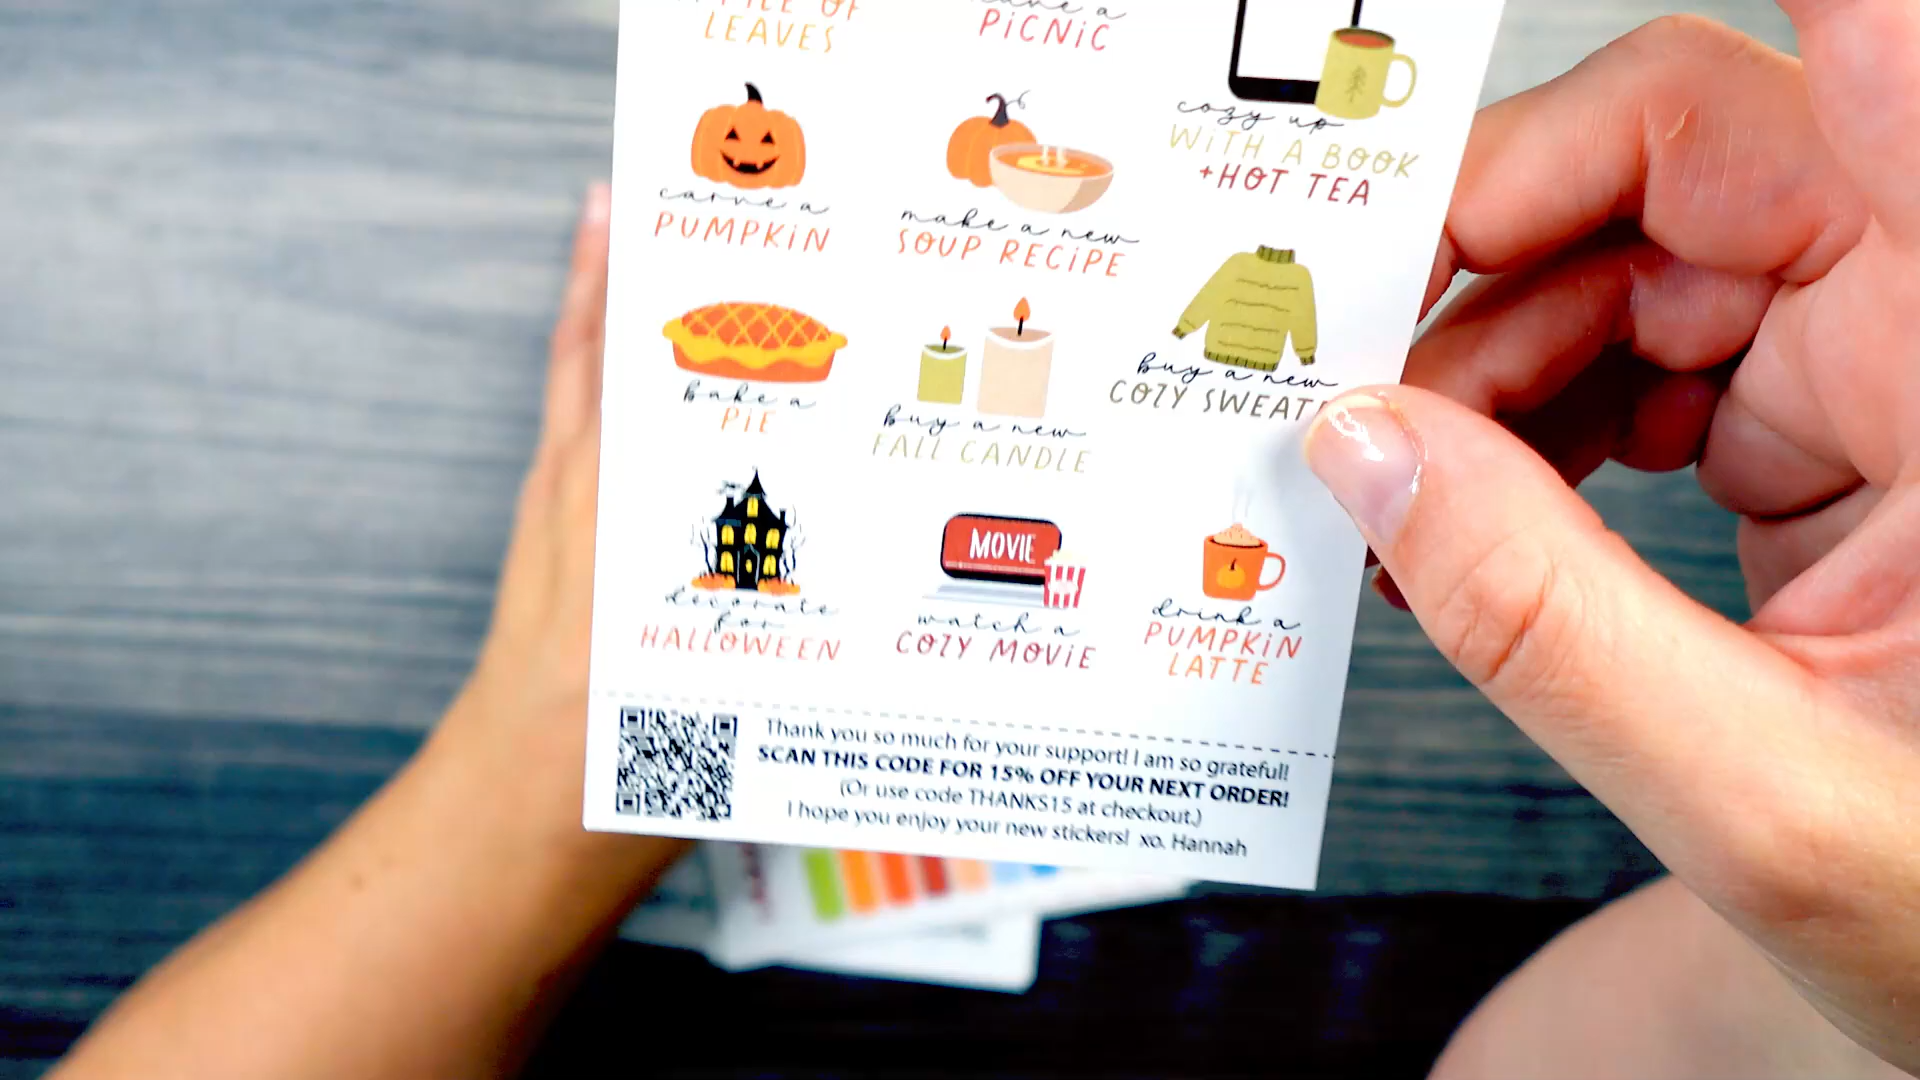 PILE OF
LEAVES
have a
PiCNiC
cozy up
WiTH A BOOK
+HOT TEA
carve a
PUMPKiN
make a new
SOUP RECiPE
buy a new
COZY SWEAT
bake a
PiE
buy a new
FALL CANDLE
decorate
for
HALLOWEEN
MOViE
watch a
COZY MOViE
drink a
PUMPKiN
LATTE
Thank you so much for your support! I am so grateful!
SCAN THIS CODE FOR 15% OFF YOUR NEXT ORDER!
(Or use code THANKS15 at checkout.)
I hope you enjoy your new stickers! xo, Hannah